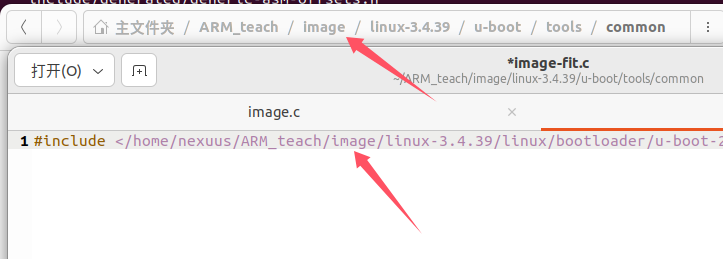 主文件夹 / ARM_teach / image / linux-3.4.39 / u-boot / tools / common
打开(O)
*image-fit.c
~/ARM_teach/image/linux-3.4.39/u-boot/tools/common
image.c ×
1 #include </home/nexuus/ARM_teach/image/linux-3.4.39/linux/bootloader/u-boot-2